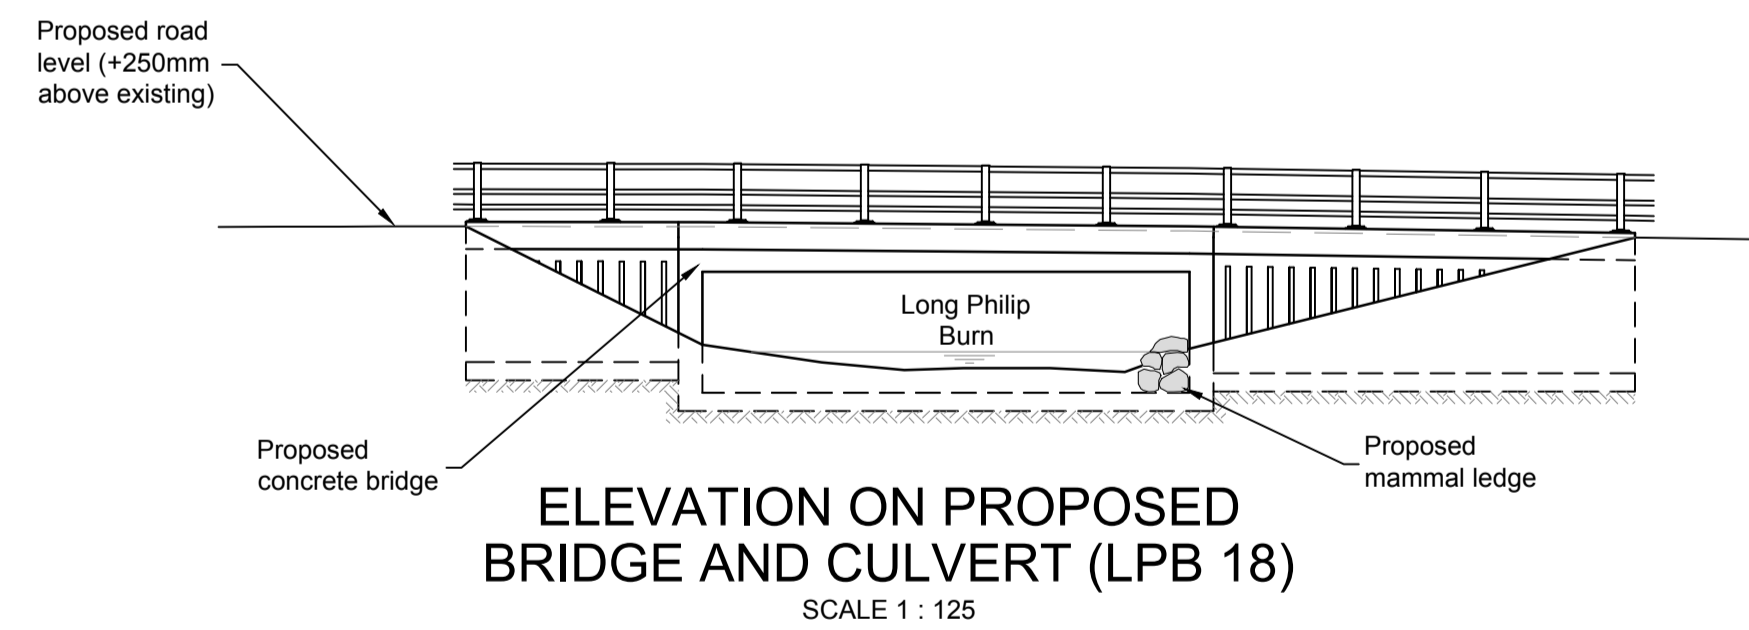 Proposed road
level (+250mm
above existing)
Long Philip
Burn
Proposed
concrete bridge
Proposed
mammal ledge
ELEVATION ON PROPOSED
BRIDGE AND CULVERT (LPB 18)
SCALE 1 : 125